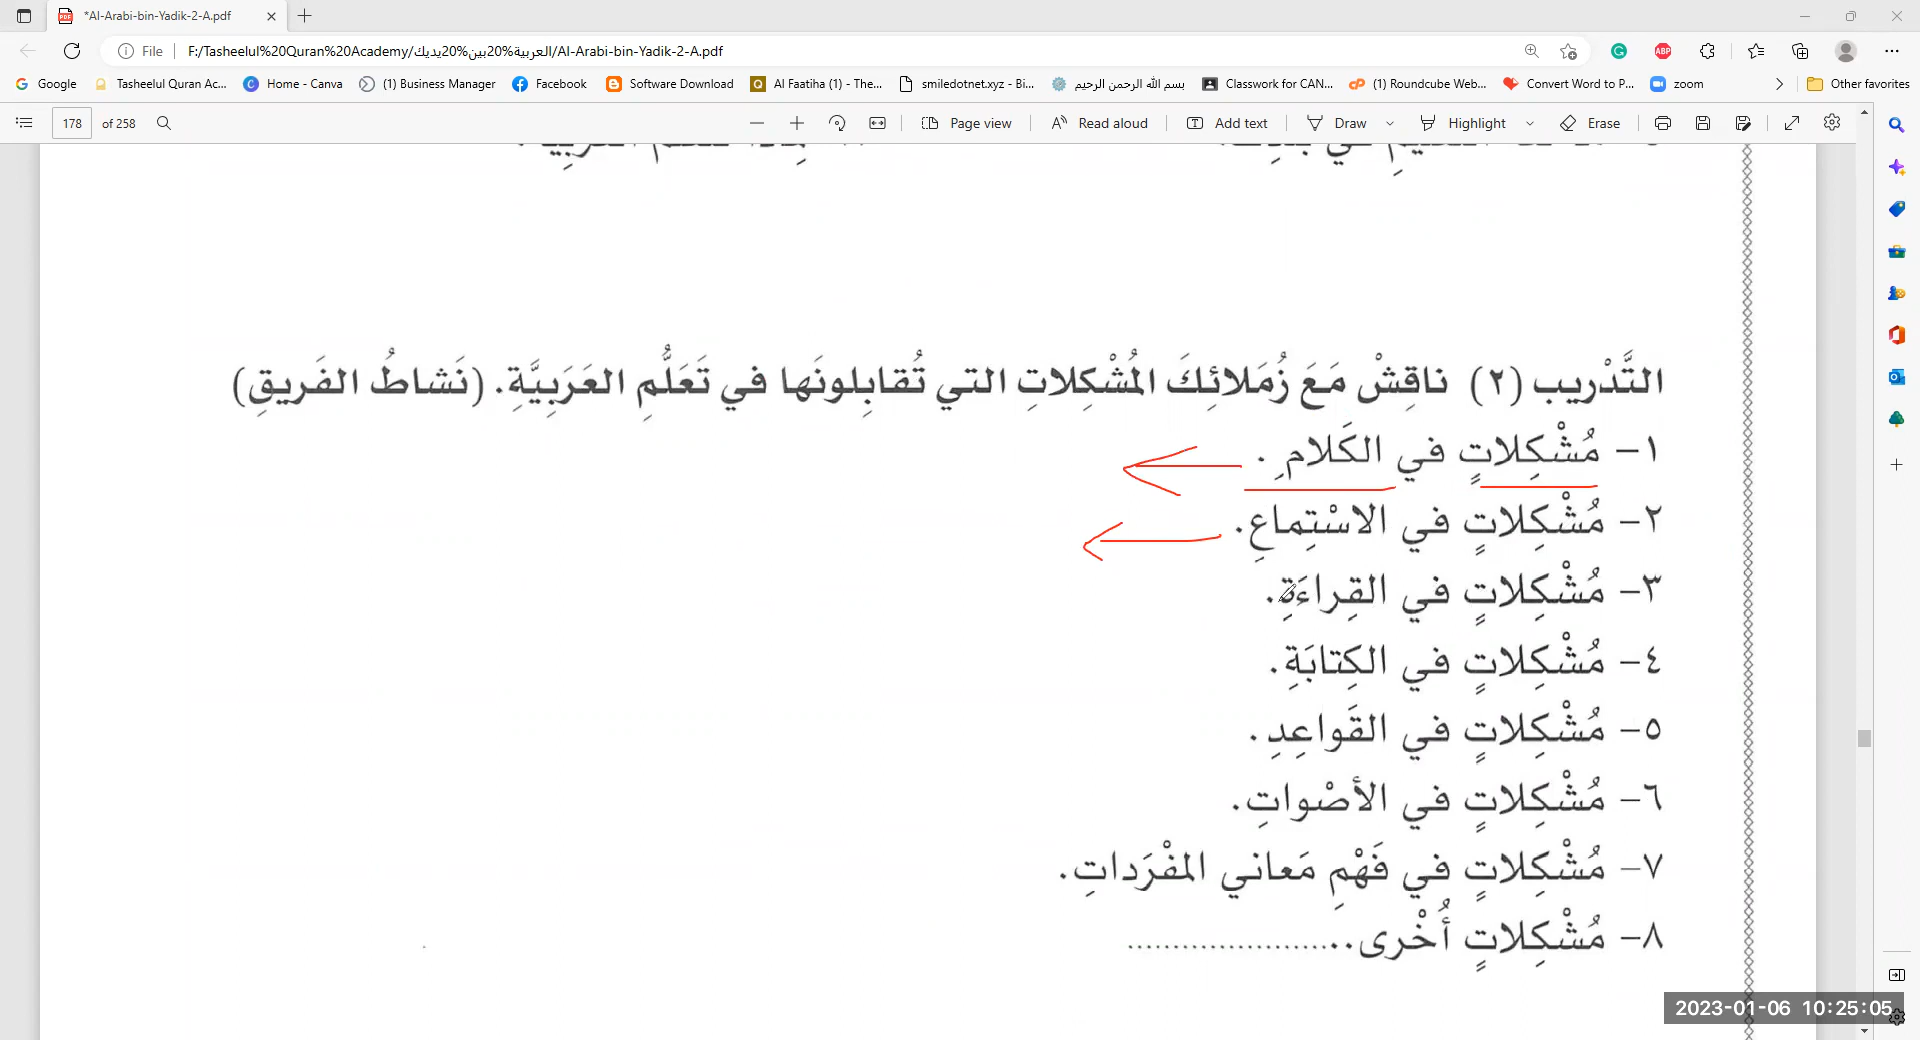 *Al-Arabi-bin-Yadik-2-A.pdf
File F:/Tasheelul%20Quran%20Academy/العربية%20بين%20يديك/Al-Arabi-bin-Yadik-2-A.pdf
Google Tasheelul Quran Ac... Home - Canva (1) Business Manager Facebook Software Download Al Faatiha (1) - The... smiledotnet.xyz - Bi... بسم الله الرحمن الرحيم Classwork for CAN... (1) Roundcube Web... Convert Word to P... zoom Other favorites
178 of 258 Page view Read aloud Add text Draw Highlight Erase
التَّدْريب (٢) ناقِشْ مَعَ زُمَلائِكَ المُشْكِلاتِ التي تُقابِلونَها في تَعَلُّمِ العَرَبِيَّةِ. (نَشاطُ الفَريقِ)
١- مُشْكِلاتٍ في الكَلامِ.
٢- مُشْكِلاتٍ في الاسْتِماعِ.
٣- مُشْكِلاتٍ في القِراءَةِ.
٤- مُشْكِلاتٍ في الكِتابَةِ.
٥- مُشْكِلاتٍ في القَواعِدِ.
٦- مُشْكِلاتٍ في الأصْواتِ.
٧- مُشْكِلاتٍ في فَهْمِ مَعاني المفْرَداتِ.
٨- مُشْكِلاتٍ أُخْرى........................
2023-01-06 10:25:05